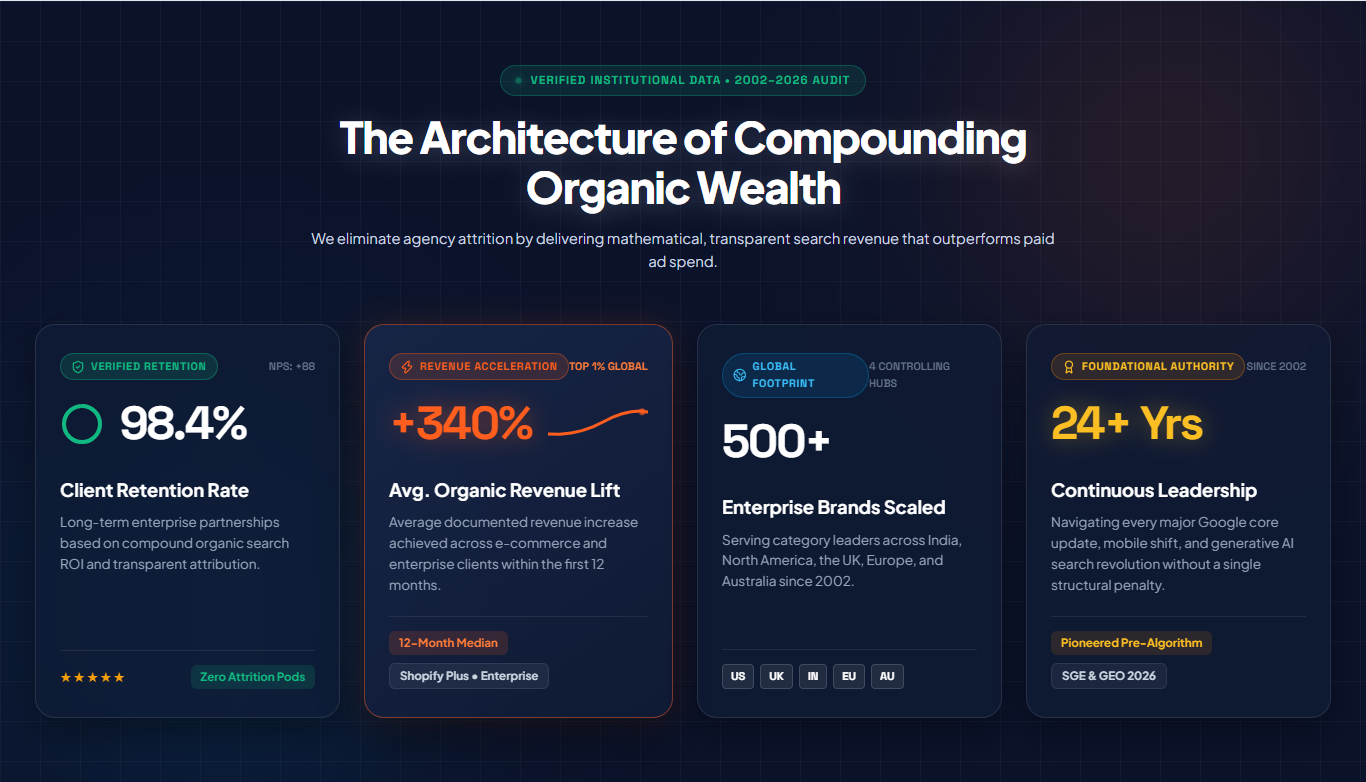 VERIFIED INSTITUTIONAL DATA • 2002–2026 AUDIT
The Architecture of Compounding
Organic Wealth
We eliminate agency attrition by delivering mathematical, transparent search revenue that outperforms paid
ad spend.
VERIFIED RETENTION
NPS: +88
98.4%
Client Retention Rate
Long-term enterprise partnerships
based on compound organic search
ROI and transparent attribution.
★★★★★
Zero Attrition Pods
REVENUE ACCELERATION
TOP 1% GLOBAL
+340%
Avg. Organic Revenue Lift
Average documented revenue increase
achieved across e-commerce and
enterprise clients within the first 12
months.
12-Month Median
Shopify Plus • Enterprise
GLOBAL
FOOTPRINT
4 CONTROLLING
HUBS
500+
Enterprise Brands Scaled
Serving category leaders across India,
North America, the UK, Europe, and
Australia since 2002.
US UK IN EU AU
FOUNDATIONAL AUTHORITY
SINCE 2002
24+ Yrs
Continuous Leadership
Navigating every major Google core
update, mobile shift, and generative AI
search revolution without a single
structural penalty.
Pioneered Pre-Algorithm
SGE & GEO 2026